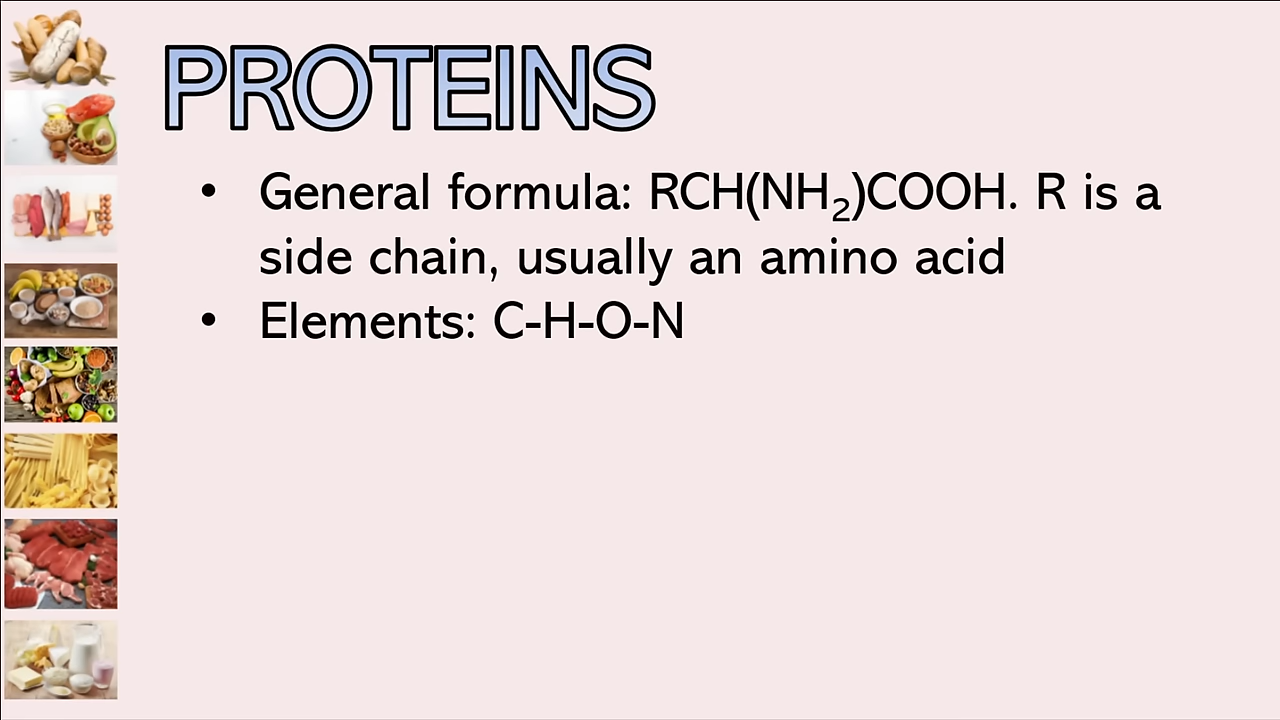 PROTEINS
• General formula: RCH(NH₂)COOH. R is a
side chain, usually an amino acid
• Elements: C-H-O-N